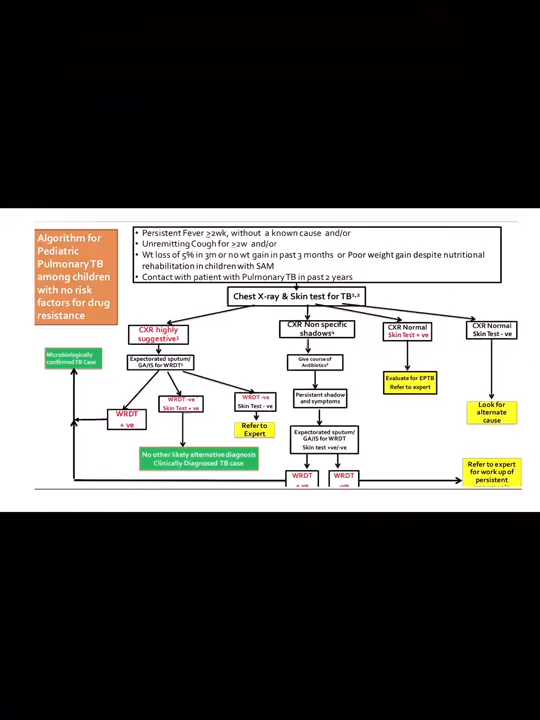 Algorithm for
Pediatric
Pulmonary TB
among children
with no risk
factors for drug
resistance
• Persistent Fever >2wk, without a known cause and/or
• Unremitting Cough for >2w and/or
• Wt loss of 5% in 3m or no wt gain in past 3 months or Poor weight gain despite nutritional
rehabilitation in children with SAM
• Contact with patient with Pulmonary TB in past 2 years
Chest X-ray & Skin test for TB1,2
CXR highly
suggestive3
CXR Non specific
shadows4
CXR Normal
Skin Test + ve
CXR Normal
Skin Test - ve
Microbiologically
confirmed TB Case
Expectorated sputum/
GA/IS for WRDT5
Give course of
Antibiotics6
Evaluate for EPTB
Refer to expert
WRDT
+ ve
WRDT -ve
Skin Test + ve
WRDT -ve
Skin Test - ve
Persistent shadow
and symptoms
Look for
alternate
cause
Refer to
Expert
Expectorated sputum/
GA/IS for WRDT
Skin test +ve/-ve
No other likely alternative diagnosis
Clinically Diagnosed TB case
Refer to expert
for work up of
persistent
WRDT
+ ve
WRDT
-ve